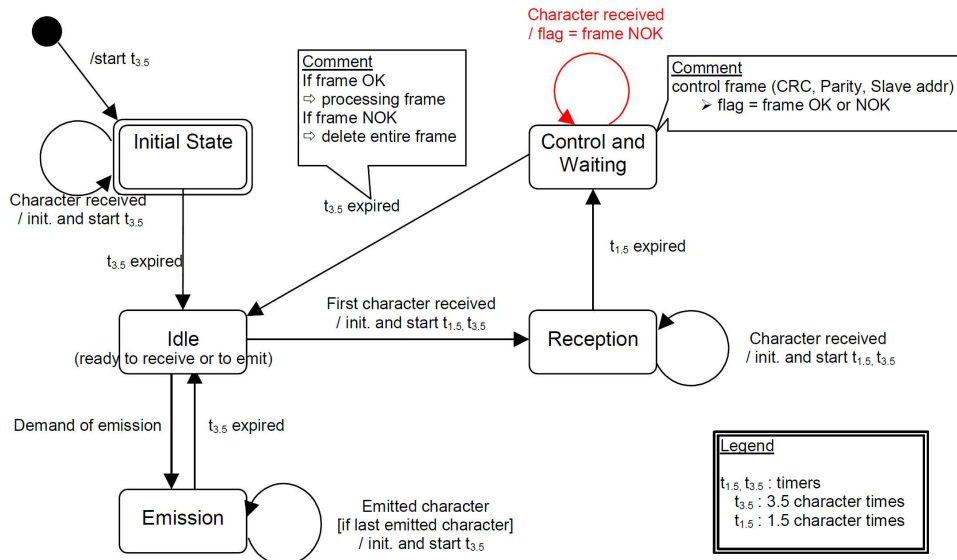 Character received
/ flag = frame NOK
/start t3.5
Comment
If frame OK
⇨ processing frame
If frame NOK
⇨ delete entire frame
Comment
control frame (CRC, Parity, Slave addr)
➢ flag = frame OK or NOK
Initial State
Control and
Waiting
Character received
/ init. and start t3.5
t3.5 expired
t3.5 expired
t1.5 expired
First character received
/ init. and start t1.5, t3.5
Idle
(ready to receive or to emit)
Reception
Character received
/ init. and start t1.5, t3.5
Demand of emission
t3.5 expired
Emission
Emitted character
[if last emitted character]
/ init. and start t3.5
Legend
t1.5, t3.5 : timers
t3.5 : 3.5 character times
t1.5 : 1.5 character times